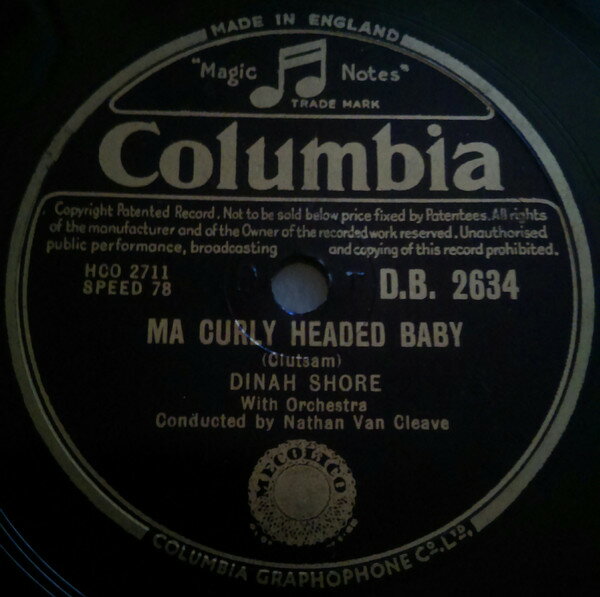 MADE IN ENGLAND
"Magic Notes"
TRADE MARK
Columbia
Copyright Patented Record. Not to be sold below price fixed by Patentees. All rights
of the manufacturer and of the Owner of the recorded work reserved. Unauthorised
public performance, broadcasting and copying of this record prohibited.
HCO 2711
SPEED 78
D.B. 2634
MA CURLY HEADED BABY
(Clutsam)
DINAH SHORE
With Orchestra
Conducted by Nathan Van Cleave
MECOLICO
COLUMBIA GRAPHOPHONE CO. LTD.